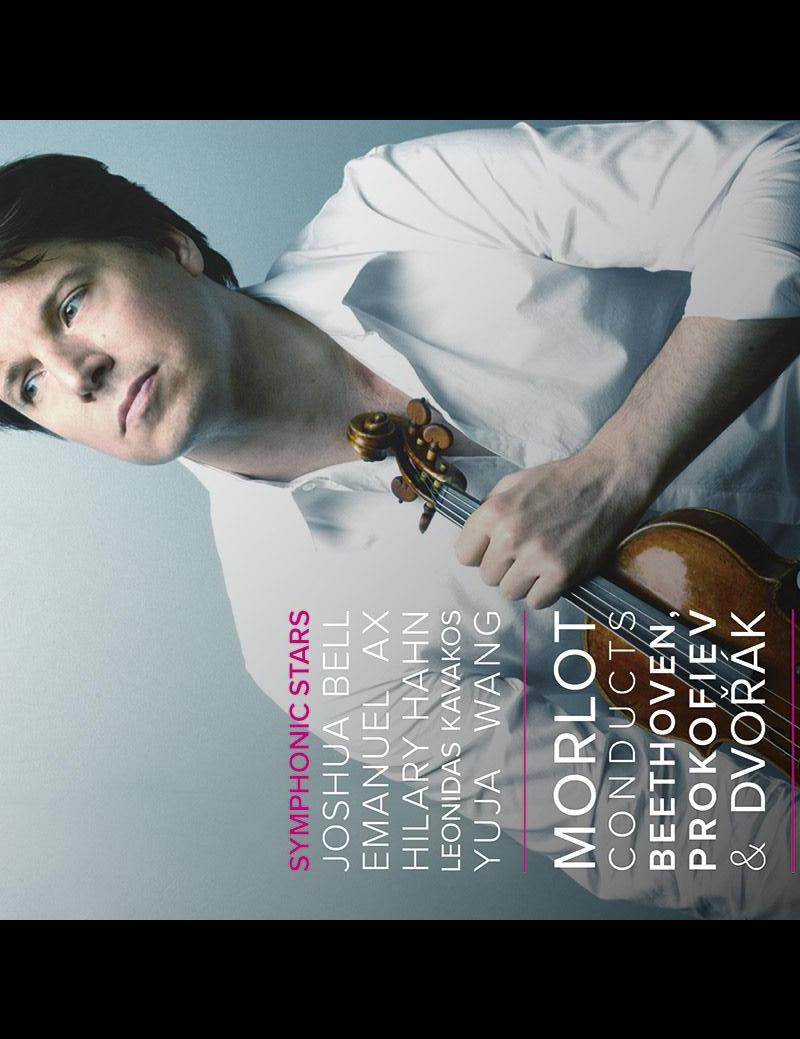 SYMPHONIC STARS
JOSHUA BELL
EMANUEL AX
HILARY HAHN
LEONIDAS KAVAKOS
YUJA WANG
MORLOT
CONDUCTS
BEETHOVEN,
PROKOFIEV
& DVOŘÁK